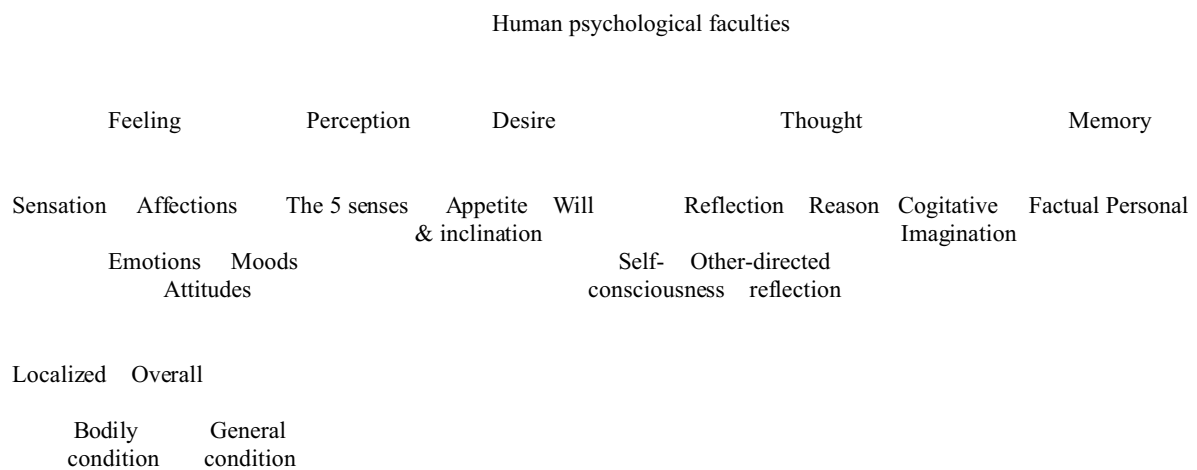 Human psychological faculties
Feeling Perception Desire Thought Memory
Sensation Affections The 5 senses Appetite Will Reflection Reason Cogitative Factual Personal
& inclination Imagination
Emotions Moods Self- Other-directed
Attitudes consciousness reflection
Localized Overall
Bodily General
condition condition